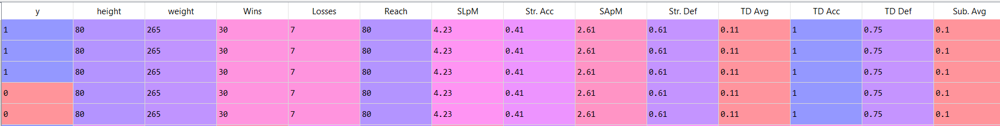 y height weight Wins Losses Reach SLpM Str. Acc SApM Str. Def TD Avg TD Acc TD Def Sub. Avg
1 80 265 30 7 80 4.23 0.41 2.61 0.61 0.11 1 0.75 0.1
1 80 265 30 7 80 4.23 0.41 2.61 0.61 0.11 1 0.75 0.1
1 80 265 30 7 80 4.23 0.41 2.61 0.61 0.11 1 0.75 0.1
0 80 265 30 7 80 4.23 0.41 2.61 0.61 0.11 1 0.75 0.1
0 80 265 30 7 80 4.23 0.41 2.61 0.61 0.11 1 0.75 0.1